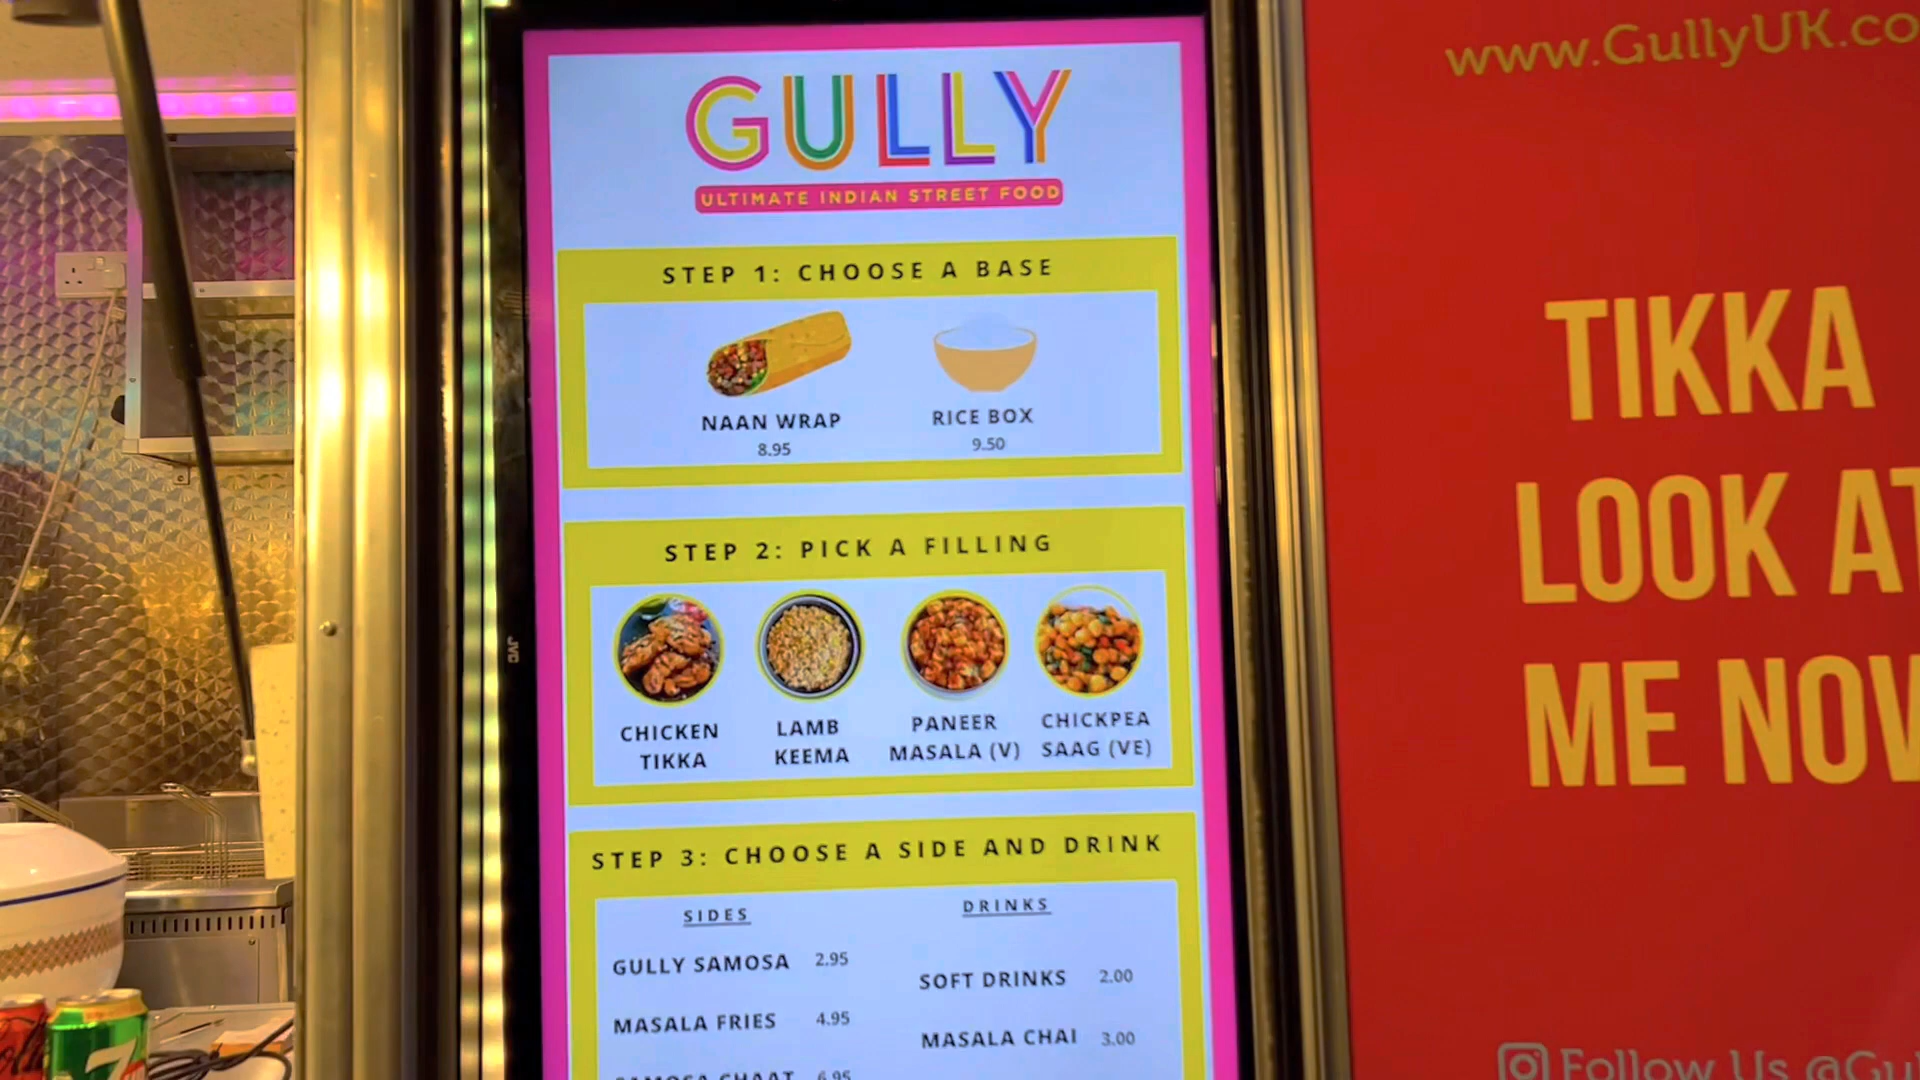 GULLY
ULTIMATE INDIAN STREET FOOD
STEP 1: CHOOSE A BASE
NAAN WRAP
8.95
RICE BOX
9.50
STEP 2: PICK A FILLING
CHICKEN
TIKKA
LAMB
KEEMA
PANEER
MASALA (V)
CHICKPEA
SAAG (VE)
STEP 3: CHOOSE A SIDE AND DRINK
SIDES
GULLY SAMOSA 2.95
MASALA FRIES 4.95
SAMOSA CHAAT 6.95
DRINKS
SOFT DRINKS 2.00
MASALA CHAI 3.00
JVC
www.GullyUK.co
TIKKA
LOOK AT
ME NOW
Follow Us @Gul
7